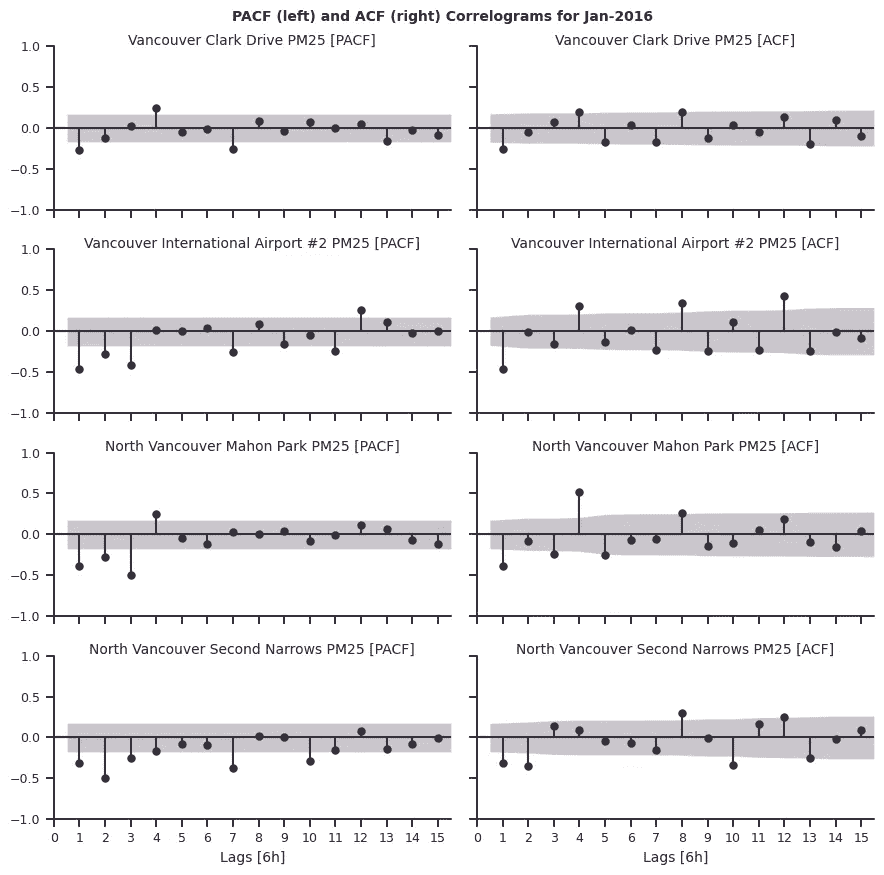 PACF (left) and ACF (right) Correlograms for Jan-2016
Vancouver Clark Drive PM25 [PACF]
1.0
0.5
0.0
−0.5
−1.0
Vancouver Clark Drive PM25 [ACF]
Vancouver International Airport #2 PM25 [PACF]
1.0
0.5
0.0
−0.5
−1.0
Vancouver International Airport #2 PM25 [ACF]
North Vancouver Mahon Park PM25 [PACF]
1.0
0.5
0.0
−0.5
−1.0
North Vancouver Mahon Park PM25 [ACF]
North Vancouver Second Narrows PM25 [PACF]
1.0
0.5
0.0
−0.5
−1.0
0 1 2 3 4 5 6 7 8 9 10 11 12 13 14 15
Lags [6h]
North Vancouver Second Narrows PM25 [ACF]
0 1 2 3 4 5 6 7 8 9 10 11 12 13 14 15
Lags [6h]